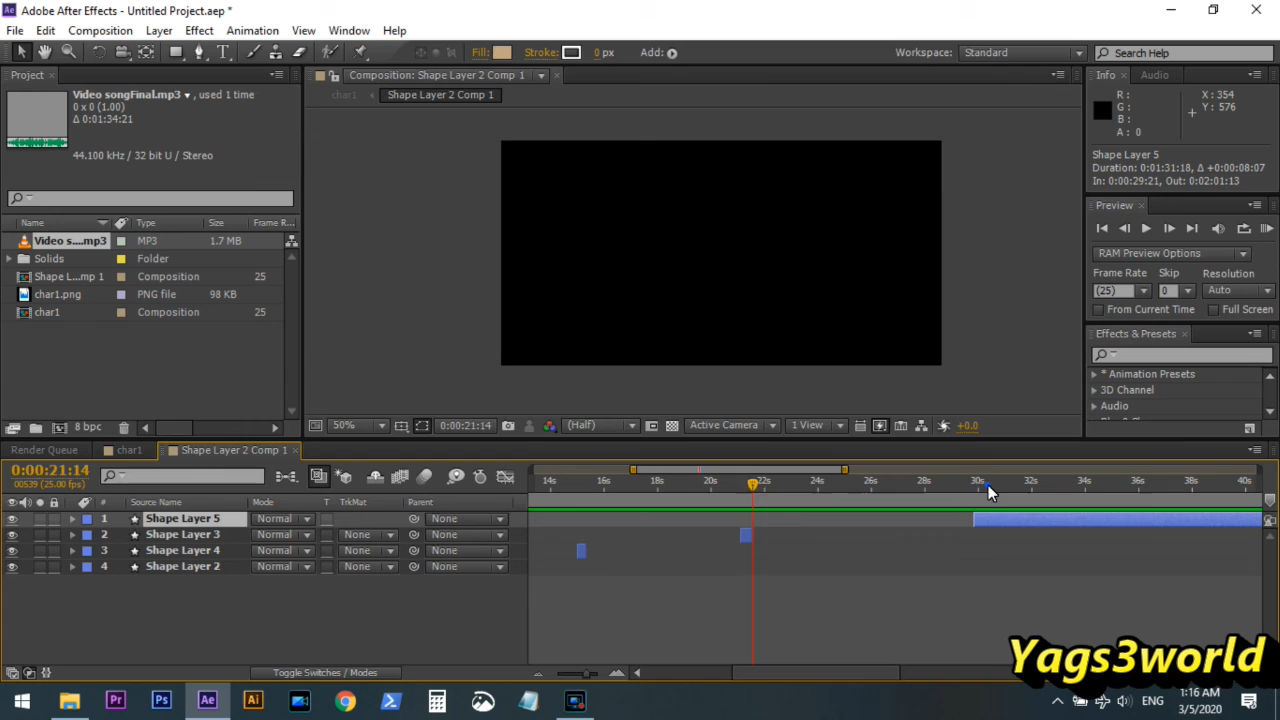 Adobe After Effects - Untitled Project.aep *
File Edit Composition Layer Effect Animation View Window Help
Fill: Stroke: 0 px Add:
Workspace: Standard Search Help
Project
Video songFinal.mp3 , used 1 time
0 x 0 (1.00)
Δ 0:01:34:21
44.100 kHz / 32 bit U / Stereo
Name Type Size Frame R...
Video s....mp3 MP3 1.7 MB
Solids Folder
Shape L...mp 1 Composition 25
char1.png PNG file 98 KB
char1 Composition 25
8 bpc
Composition: Shape Layer 2 Comp 1
char1 Shape Layer 2 Comp 1
50% 0:00:21:14 (Half) Active Camera 1 View +0.0
Info Audio
R: X: 354
G: Y: 576
B:
A: 0
Shape Layer 5
Duration: 0:01:31:18, Δ +0:00:08:07
In: 0:00:29:21, Out: 0:02:01:13
Preview
RAM Preview Options
Frame Rate Skip Resolution
(25) 0 Auto
From Current Time Full Screen
Effects & Presets
* Animation Presets
3D Channel
Audio
Render Queue char1 Shape Layer 2 Comp 1
0:00:21:14
00539 (25.00 fps)
14s 16s 18s 20s 22s 24s 26s 28s 30s 32s 34s 36s 38s 40s
# Source Name Mode T TrkMat Parent
1 Shape Layer 5 Normal None
2 Shape Layer 3 Normal None None
3 Shape Layer 4 Normal None None
4 Shape Layer 2 Normal None None
Toggle Switches / Modes
Yags3world
Pr Ps Ae Ai
ENG
1:16 AM
3/5/2020